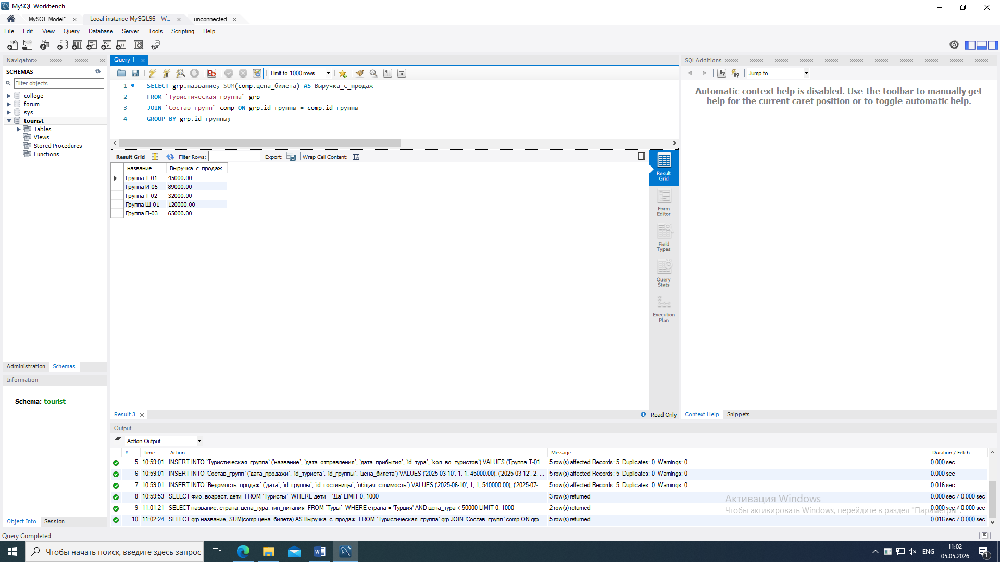 MySQL Workbench
MySQL Model*
Local instance MySQL96 - W...
unconnected
File Edit View Query Database Server Tools Scripting Help
Navigator
SCHEMAS
Filter objects
college
forum
sys
tourist
Tables
Views
Stored Procedures
Functions
Administration Schemas
Information
Schema: tourist
Object Info Session
Query 1
Limit to 1000 rows
1 SELECT grp.название, SUM(comp.цена_билета) AS Выручка_с_продаж
2 FROM `Туристическая_группа` grp
3 JOIN `Состав_групп` comp ON grp.id_группы = comp.id_группы
4 GROUP BY grp.id_группы;
Result Grid Filter Rows: Export: Wrap Cell Content:
название Выручка_с_продаж
Группа Т-01 45000.00
Группа И-05 89000.00
Группа Т-02 32000.00
Группа Ш-01 120000.00
Группа П-03 65000.00
Result Grid
Form Editor
Field Types
Query Stats
Execution Plan
Result 3
Read Only
SQLAdditions
Jump to
Automatic context help is disabled. Use the toolbar to manually get
help for the current caret position or to toggle automatic help.
Context Help Snippets
Output
Action Output
# Time Action Message Duration / Fetch
5 10:59:01 INSERT INTO `Туристическая_группа` (`название`, `дата_отправления`, `дата_прибытия`, `id_тура`, `кол_во_туристов`) VALUES ('Группа Т-01... 5 row(s) affected Records: 5 Duplicates: 0 Warnings: 0 0.000 sec
6 10:59:01 INSERT INTO `Состав_групп` (`дата_продажи`, `id_туриста`, `id_группы`, `цена_билета`) VALUES ('2025-03-10', 1, 1, 45000.00), ('2025-03-12', 2, ... 5 row(s) affected Records: 5 Duplicates: 0 Warnings: 0 0.000 sec
7 10:59:01 INSERT INTO `Ведомость_продаж` (`дата`, `id_группы`, `id_гостиницы`, `общая_стоимость`) VALUES ('2025-06-10', 1, 1, 540000.00), ('2025-07-... 5 row(s) affected Records: 5 Duplicates: 0 Warnings: 0 0.016 sec
8 10:59:53 SELECT фио, возраст, дети FROM `Туристы` WHERE дети = 'Да' LIMIT 0, 1000 3 row(s) returned 0.000 sec / 0.000 sec
9 11:01:21 SELECT название, страна, цена_тура, тип_питания FROM `Туры` WHERE страна = 'Турция' AND цена_тура < 50000 LIMIT 0, 1000 2 row(s) returned 0.000 sec / 0.000 sec
10 11:02:24 SELECT grp.название, SUM(comp.цена_билета) AS Выручка_с_продаж FROM `Туристическая_группа` grp JOIN `Состав_групп` comp ON grp.... 5 row(s) returned 0.016 sec / 0.000 sec
Активация Windows
Чтобы активировать Windows, перейдите в раздел "Параметры".
Query Completed
Чтобы начать поиск, введите здесь запрос
ENG
11:02
05.05.2026
1